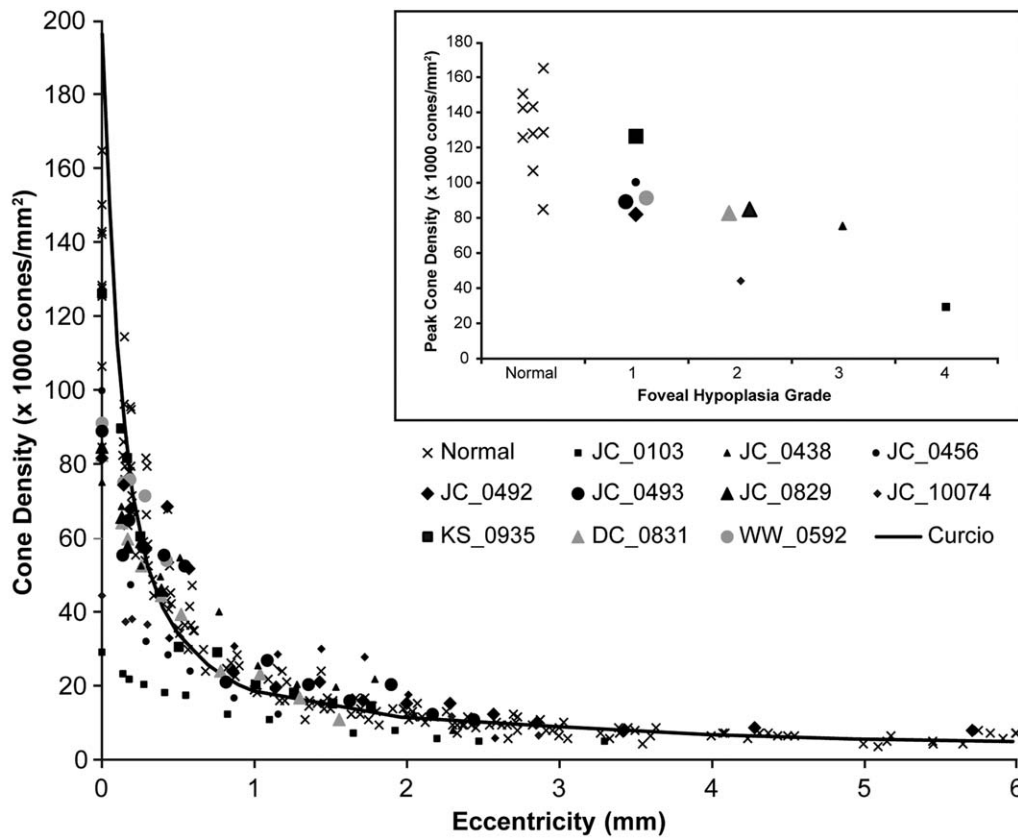 200
180
160
140
120
100
80
60
40
20
0
Cone Density (x 1000 cones/mm²)
0 1 2 3 4 5 6
Eccentricity (mm)
180
160
140
120
100
80
60
40
20
0
Peak Cone Density (x 1000 cones/mm²)
Normal 1 2 3 4
Foveal Hypoplasia Grade
Normal JC_0103 JC_0438 JC_0456
JC_0492 JC_0493 JC_0829 JC_10074
KS_0935 DC_0831 WW_0592 Curcio